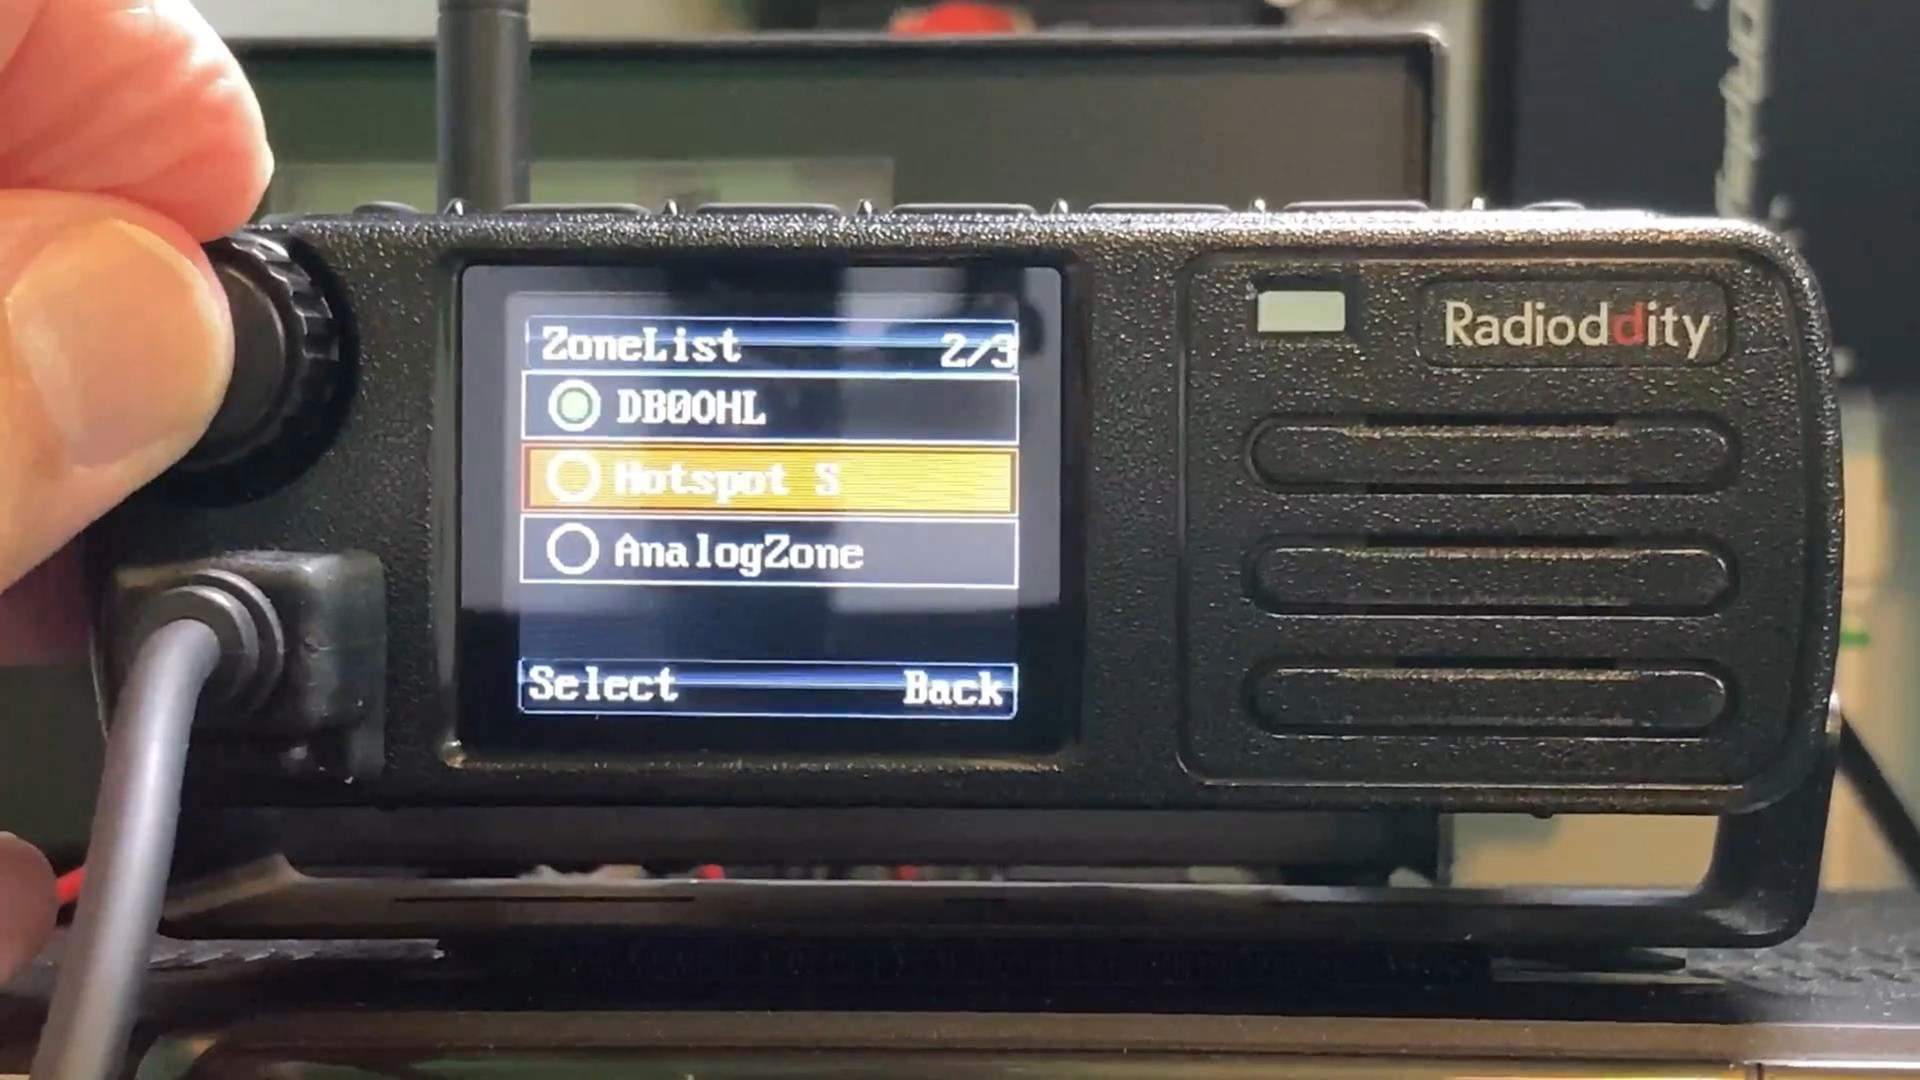 ZoneList 2/3
DB0OHL
Hotspot S
AnalogZone
Select Back
Radioddity